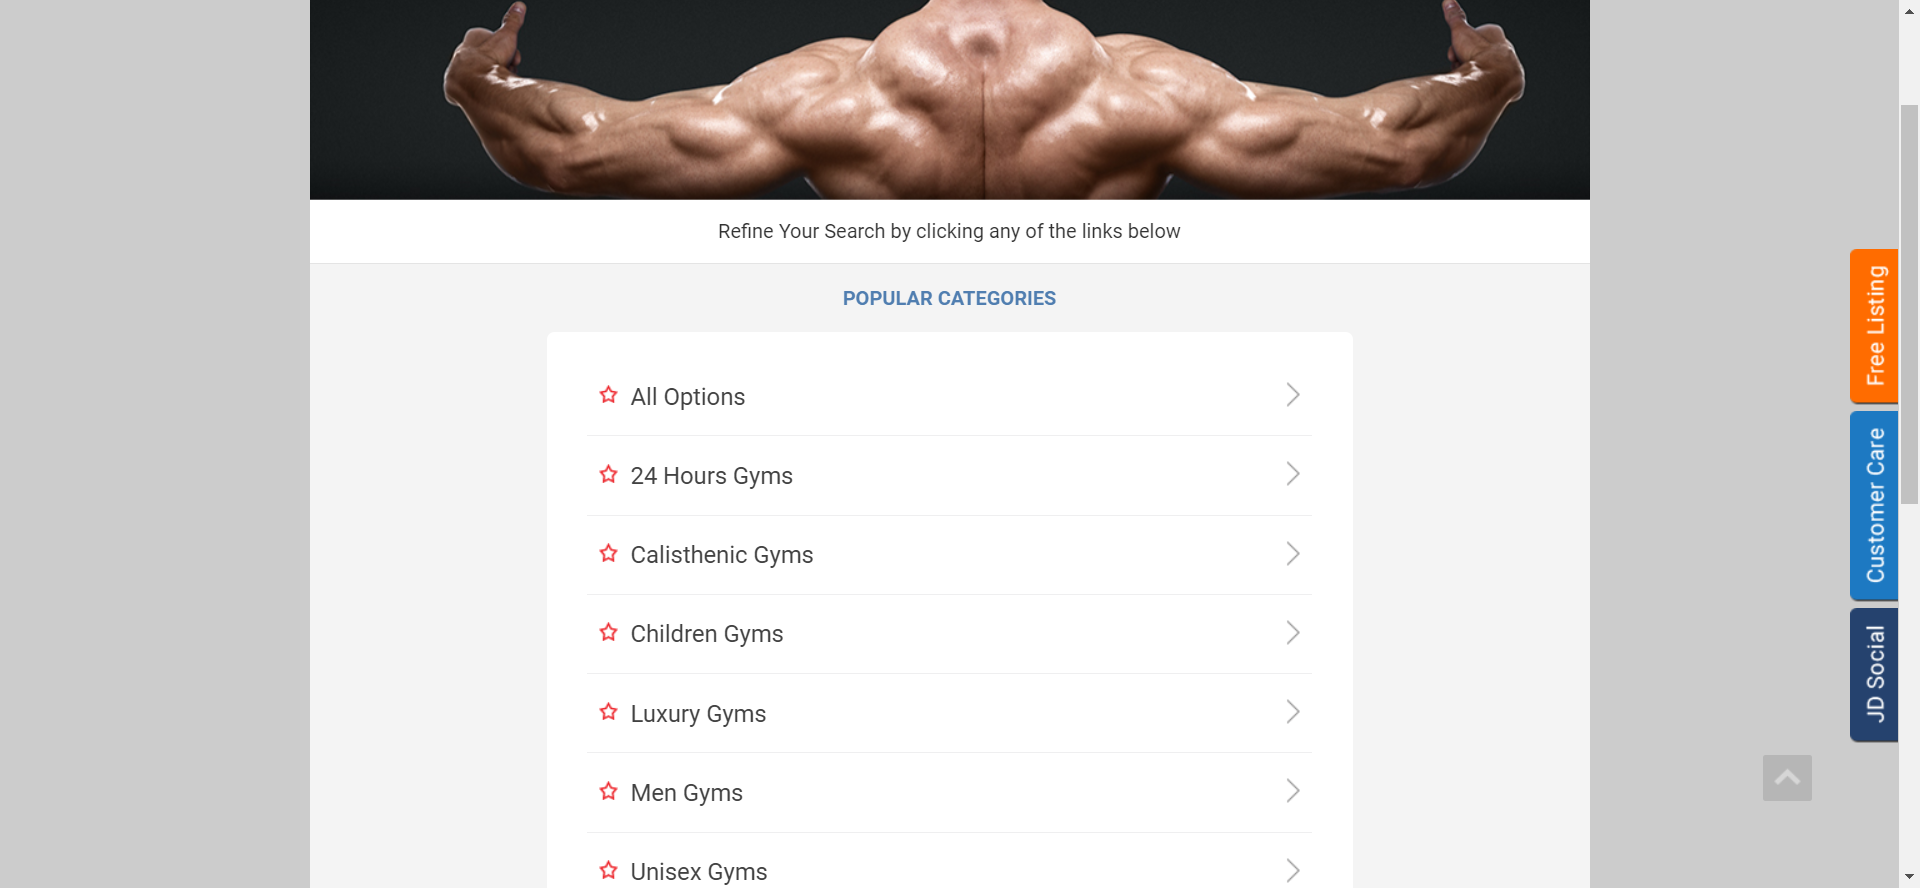 Refine Your Search by clicking any of the links below
POPULAR CATEGORIES
All Options
24 Hours Gyms
Calisthenic Gyms
Children Gyms
Luxury Gyms
Men Gyms
Unisex Gyms
Free Listing
Customer Care
JD Social